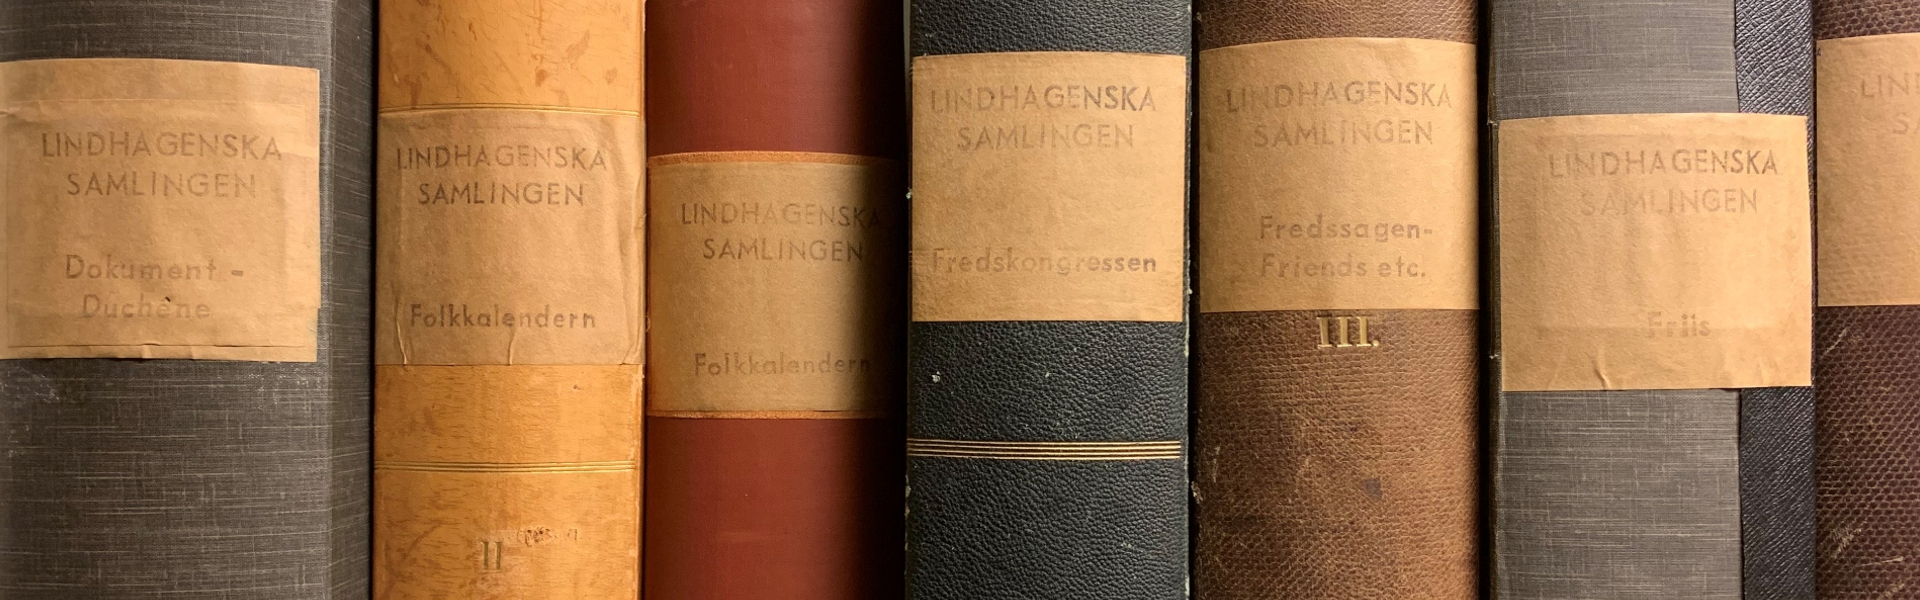 LINDHAGENSKA
SAMLINGEN
Dokument -
Duchêne
LINDHAGENSKA
SAMLINGEN
Folkkalendern
II
LINDHAGENSKA
SAMLINGEN
Folkkalendern
LINDHAGENSKA
SAMLINGEN
Fredskongressen
LINDHAGENSKA
SAMLINGEN
Fredssagen-
Friends etc.
III.
LINDHAGENSKA
SAMLINGEN
Friis